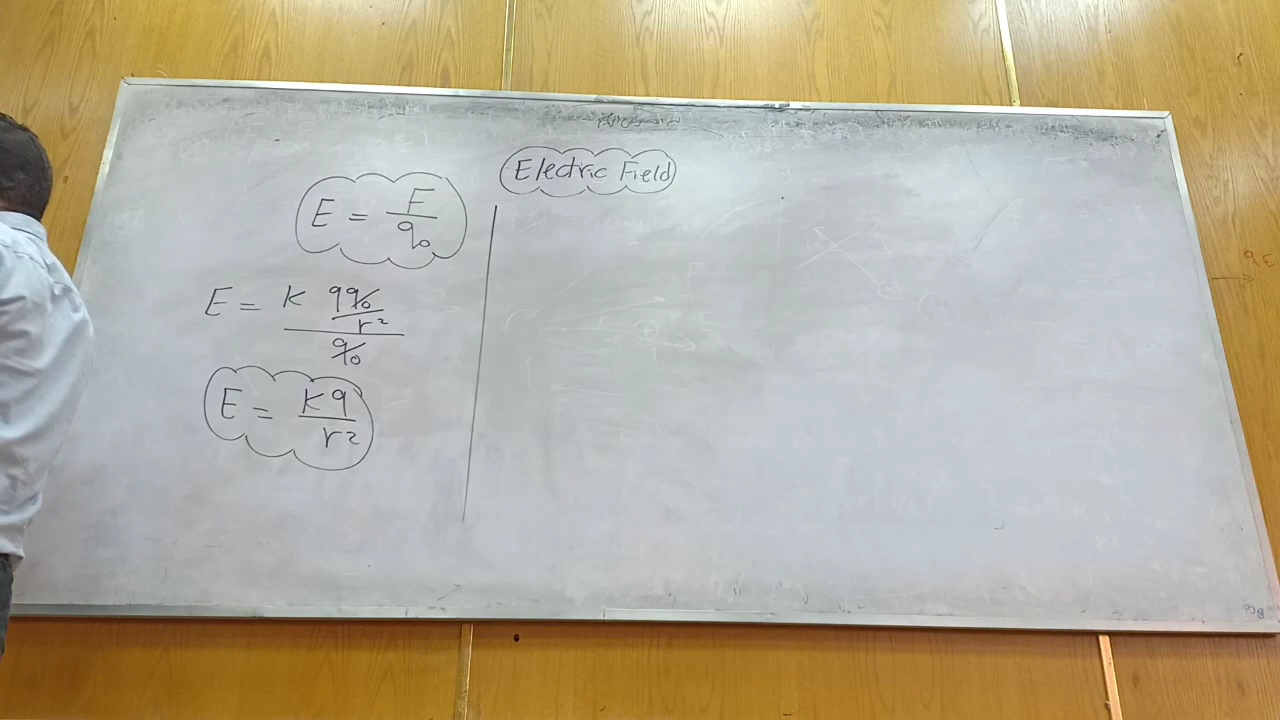 Electric Field
E = F / q₀
E = K qq₀ / r² / q₀
E = Kq / r²